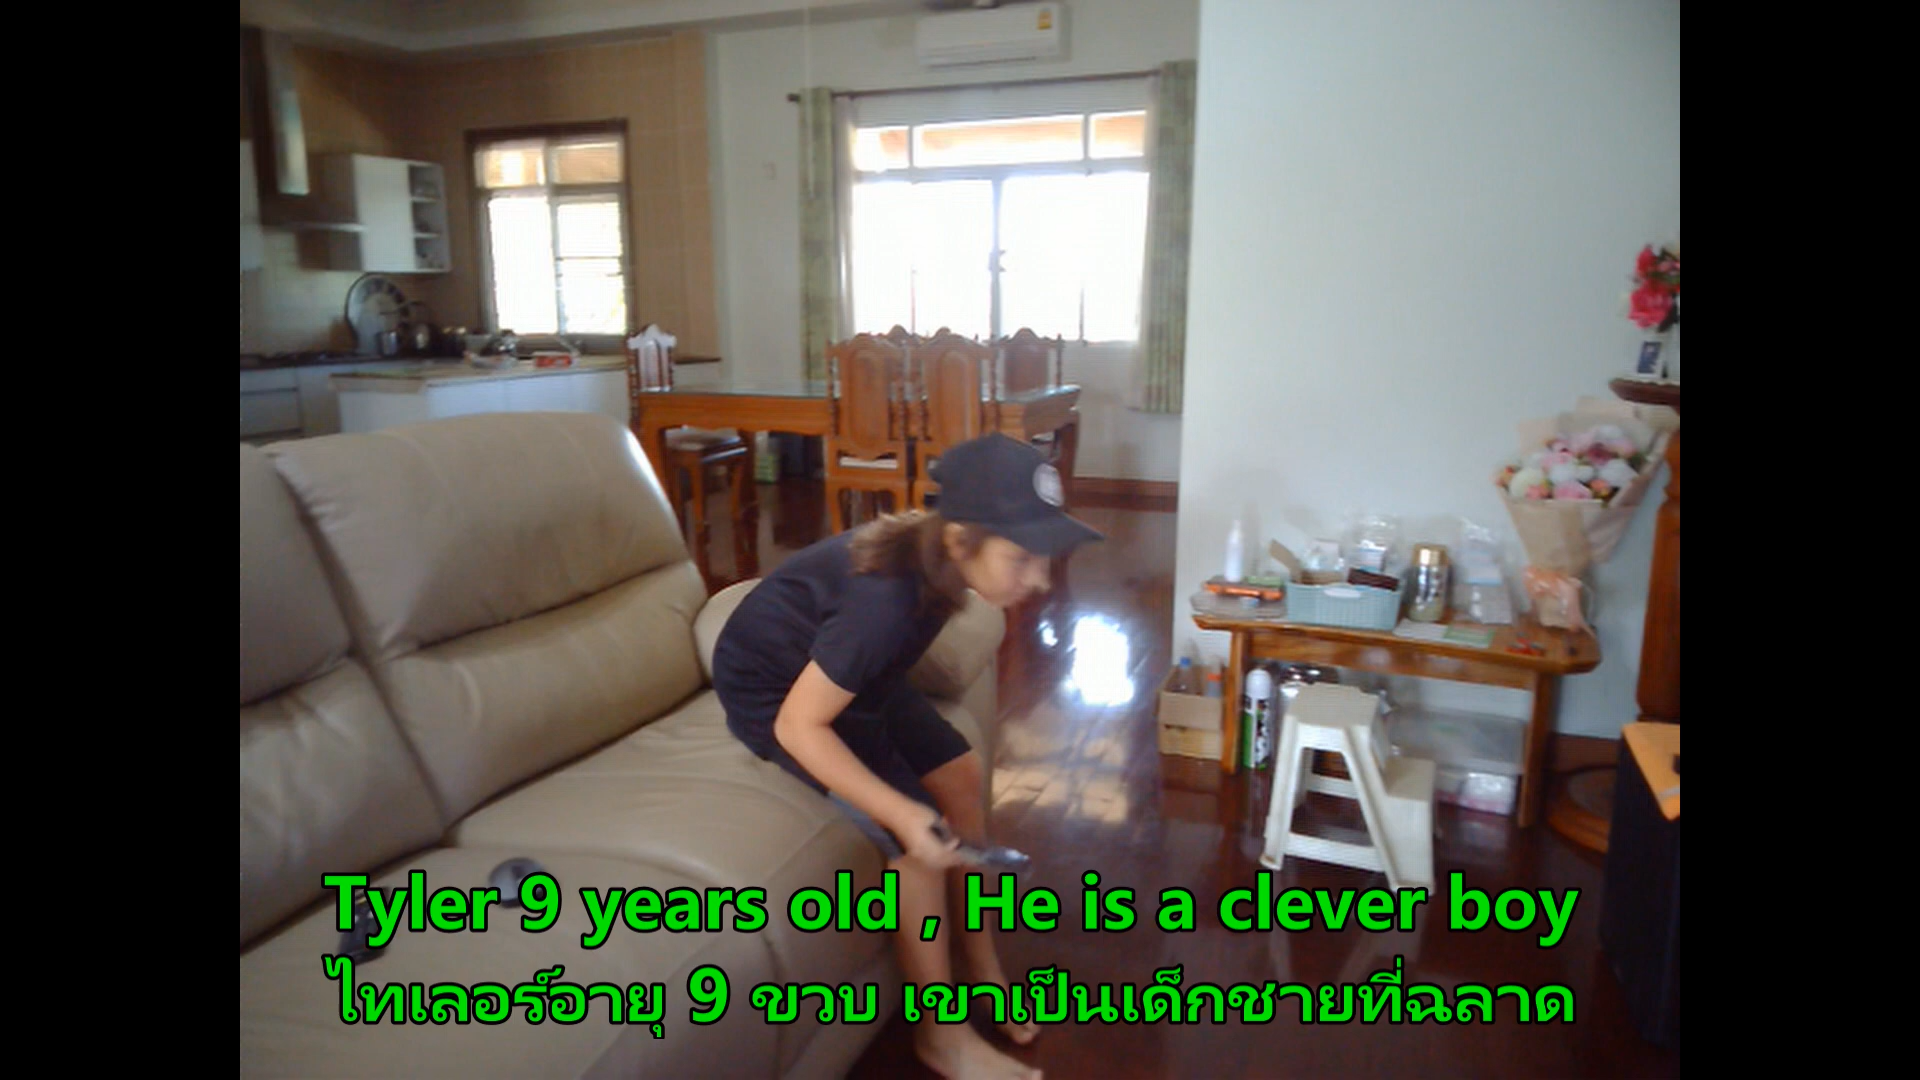 Tyler 9 years old , He is a clever boy
ไทเลอร์อายุ 9 ขวบ เขาเป็นเด็กชายที่ฉลาด